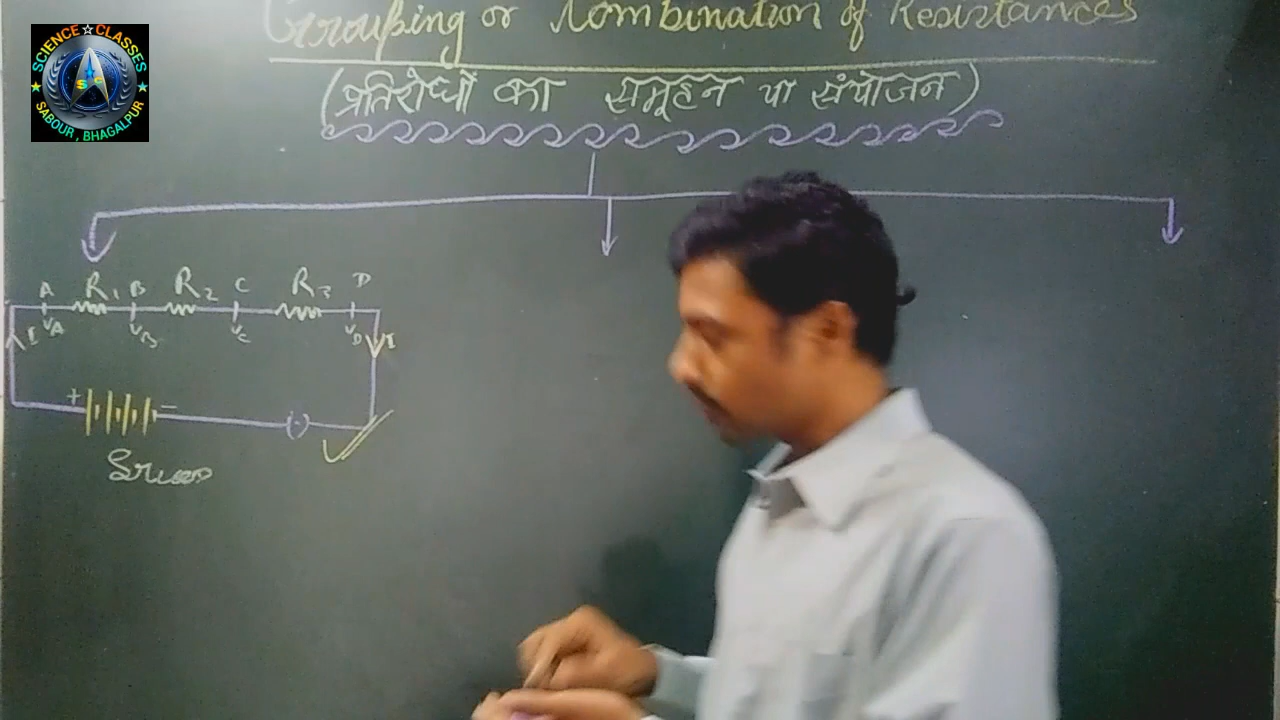 SCIENCE☆CLASSES
SABOUR, BHAGALPUR
Grouping or Combination of Resistances
(प्रतिरोधों का समूहन या संयोजन)
A R1 B R2 C R3 D
I VA VB VC VD I
+ -
( · )